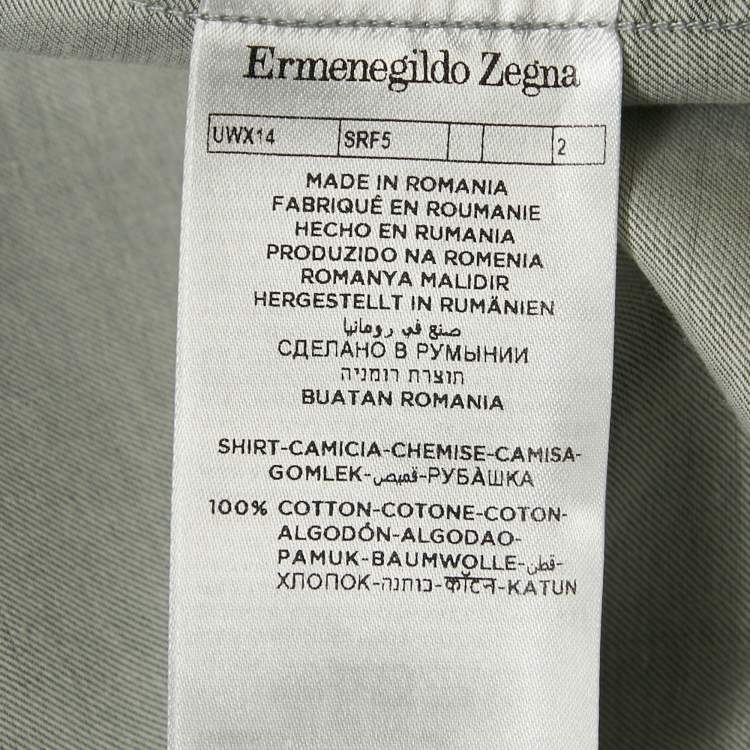 Ermenegildo Zegna
UWX14 SRF5 2
MADE IN ROMANIA
FABRIQUÉ EN ROUMANIE
HECHO EN RUMANIA
PRODUZIDO NA ROMENIA
ROMANYA MALIDIR
HERGESTELLT IN RUMÄNIEN
صنع في رومانيا
СДЕЛАНО В РУМЫНИИ
תוצרת רומניה
BUATAN ROMANIA
SHIRT-CAMICIA-CHEMISE-CAMISA-
GOMLEK-قميص-РУБАШКА
100% COTTON-COTONE-COTON-
ALGODÓN-ALGODAO-
PAMUK-BAUMWOLLE-قطن-
ХЛОПОК-כותנה-कॉटन-KATUN